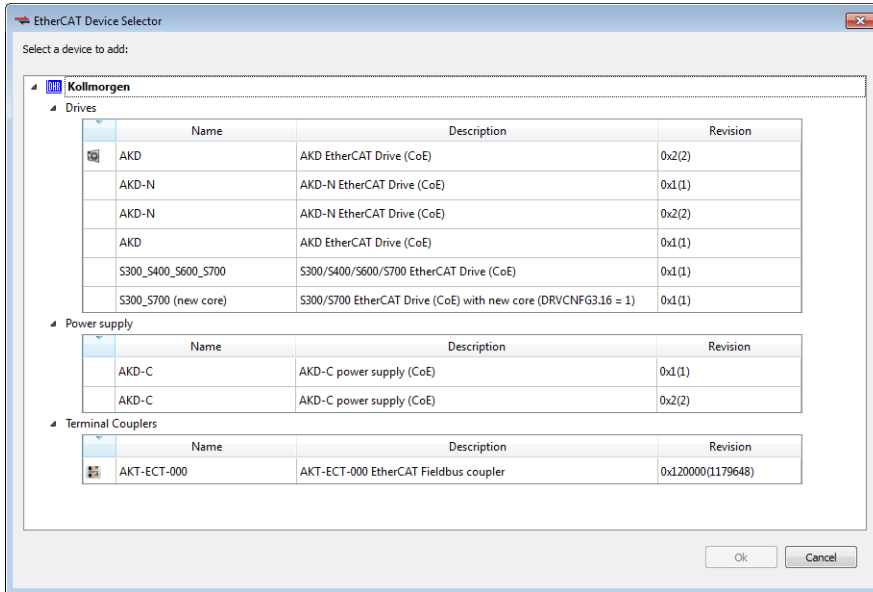 EtherCAT Device Selector
Select a device to add:
Kollmorgen
Drives
Name Description Revision
AKD AKD EtherCAT Drive (CoE) 0x2(2)
AKD-N AKD-N EtherCAT Drive (CoE) 0x1(1)
AKD-N AKD-N EtherCAT Drive (CoE) 0x2(2)
AKD AKD EtherCAT Drive (CoE) 0x1(1)
S300_S400_S600_S700 S300/S400/S600/S700 EtherCAT Drive (CoE) 0x1(1)
S300_S700 (new core) S300/S700 EtherCAT Drive (CoE) with new core (DRVCNFG3.16 = 1) 0x1(1)
Power supply
Name Description Revision
AKD-C AKD-C power supply (CoE) 0x1(1)
AKD-C AKD-C power supply (CoE) 0x2(2)
Terminal Couplers
Name Description Revision
AKT-ECT-000 AKT-ECT-000 EtherCAT Fieldbus coupler 0x120000(1179648)
Ok Cancel